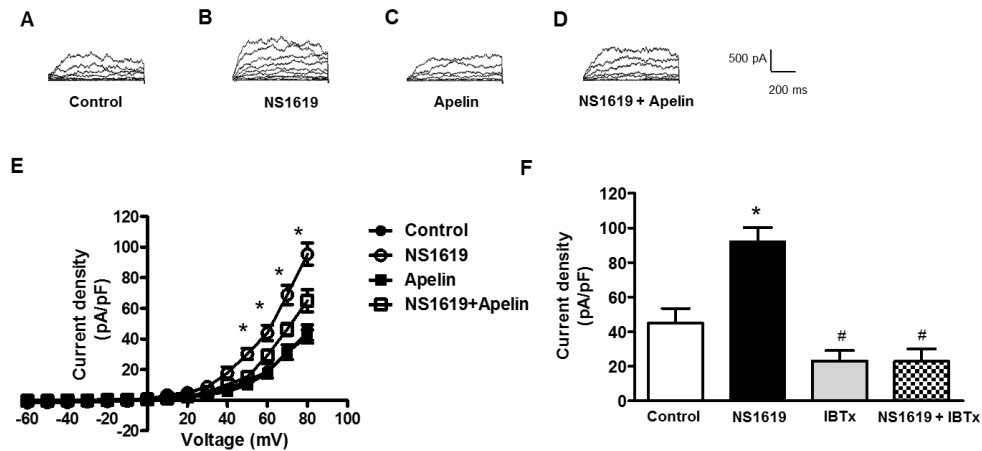 A
B
C
D
Control
NS1619
Apelin
NS1619 + Apelin
500 pA
200 ms
E
Current density
(pA/pF)
120
100
80
60
40
20
-20
-60
-40
-20
0
20
40
60
80
100
Voltage (mV)
*
*
*
*
Control
NS1619
Apelin
NS1619+Apelin
F
Current density
(pA/pF)
120
100
80
60
40
20
0
*
#
#
Control
NS1619
IBTx
NS1619 + IBTx